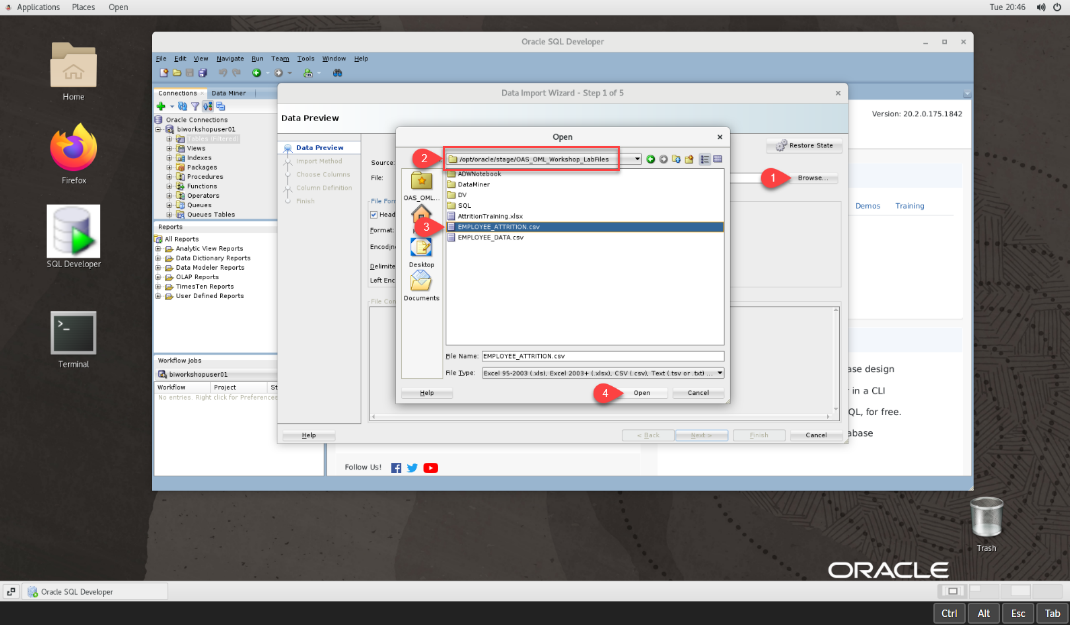 Applications Places Open Tue 20:46
Oracle SQL Developer
File Edit View Navigate Run Team Tools Window Help
Connections Data Miner
Oracle Connections
biworkshopuser01
Views
Indexes
Packages
Procedures
Functions
Operators
Queues
Queues Tables
Reports
All Reports
Analytic View Reports
Data Dictionary Reports
Data Modeler Reports
OLAP Reports
TimesTen Reports
User Defined Reports
Workflow Jobs
biworkshopuser01
Workflow Project St
No entries. Right click for Preferences
Home
Firefox
SQL Developer
Terminal
Data Import Wizard - Step 1 of 5
Data Preview
Data Preview
Import Method
Choose Columns
Column Definition
Finish
Restore State
Source:
File:
1
Browse...
File For
Head
Format:
Encodin
Delimite
Left Enc
File Con
Open
2
/opt/oracle/stage/OAS_OML_Workshop_LabFiles
OAS_OML...
Desktop
Documents
ADWNotebook
DataMiner
DV
SQL
AttritionTraining.xlsx
3
EMPLOYEE_ATTRITION.csv
EMPLOYEE_DATA.csv
File Name: EMPLOYEE_ATTRITION.csv
File Type: Excel 95-2003 (.xls), Excel 2003+ (.xlsx), CSV (.csv), Text (.tsv or .txt) ...
Help 4 Open Cancel
Help < Back Next > Finish Cancel
Version: 20.2.0.175.1842
Demos Training
ase design
r in a CLI
QL, for free.
abase
Follow Us!
Trash
ORACLE
Oracle SQL Developer
Ctrl Alt Esc Tab